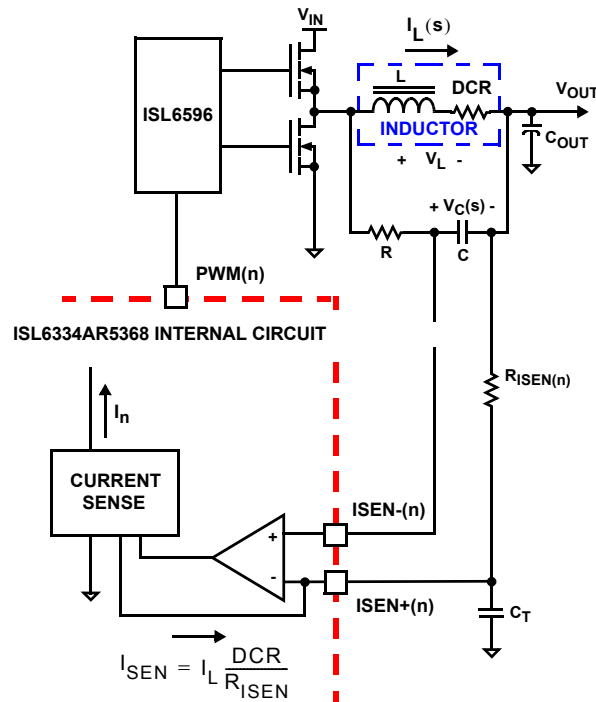 V_IN
I_L(s)
L
DCR
V_OUT
ISL6596
INDUCTOR
C_OUT
+ V_L -
+ V_C(s) -
R
C
PWM(n)
ISL6334AR5368 INTERNAL CIRCUIT
R_ISEN(n)
I_n
CURRENT
SENSE
ISEN-(n)
+
-
ISEN+(n)
C_T
I_SEN = I_L DCR / R_ISEN